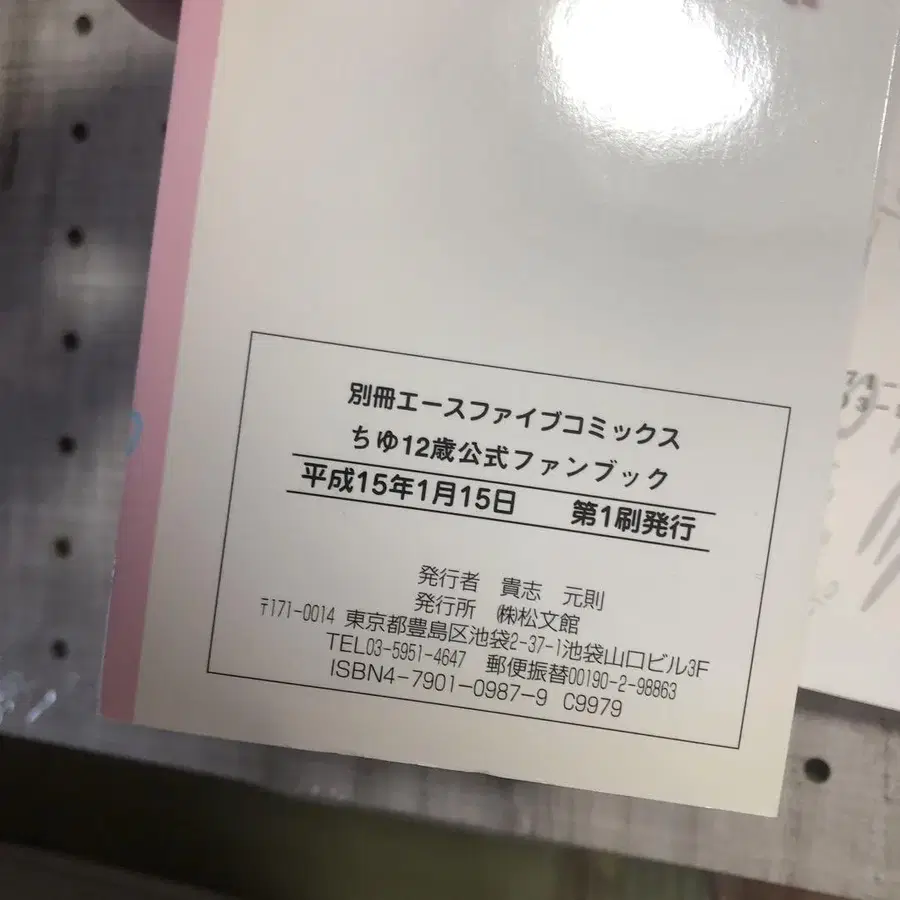 別冊エースファイブコミックス
ちゆ12歳公式ファンブック
平成15年1月15日　第1刷発行
発行者　貴志　元則
発行所　㈱松文館
〒171-0014 東京都豊島区池袋2-37-1池袋山口ビル3F
TEL03-5951-4647　郵便振替00190-2-98863
ISBN4-7901-0987-9 C9979